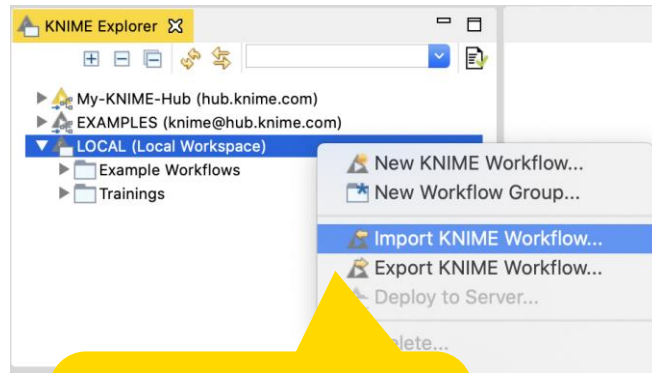 KNIME Explorer
My-KNIME-Hub (hub.knime.com)
EXAMPLES (knime@hub.knime.com)
LOCAL (Local Workspace)
Example Workflows
Trainings
New KNIME Workflow...
New Workflow Group...
Import KNIME Workflow...
Export KNIME Workflow...
Deploy to Server...